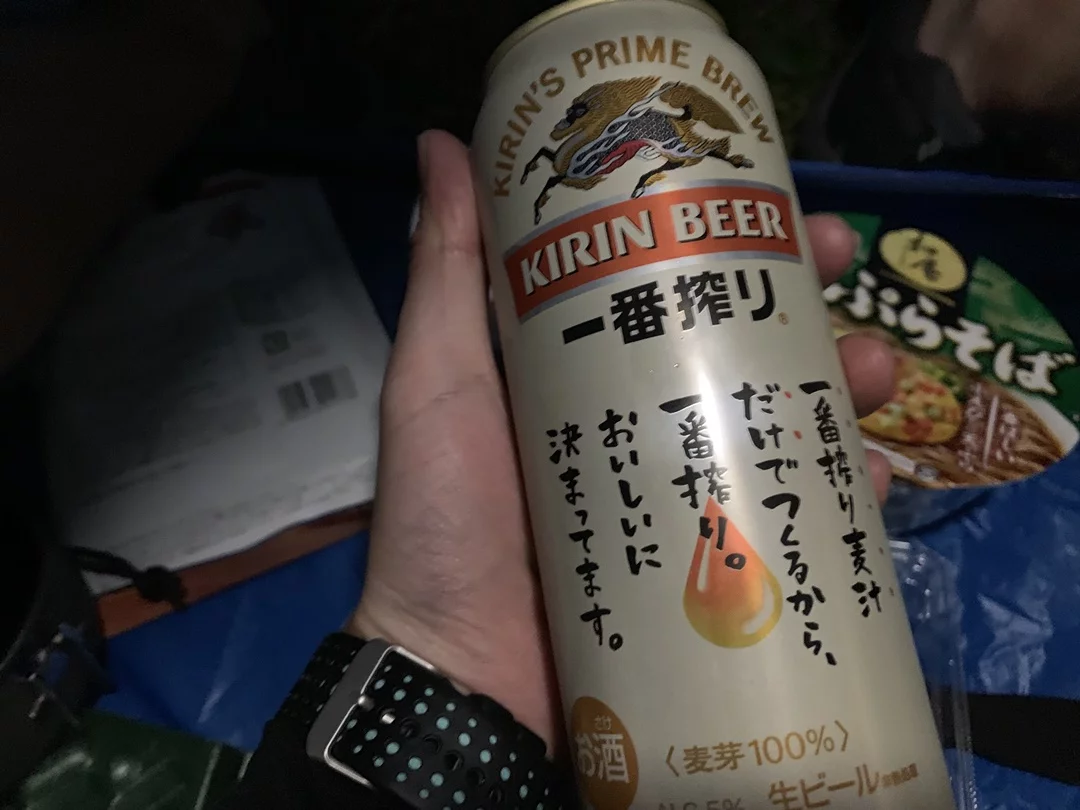 KIRIN'S PRIME BREW
KIRIN BEER
一番搾り®
一番搾り麦汁
だけでつくるから、
一番搾り。
おいしいに
決まってます。
さけ
お酒
〈麦芽100%〉
生ビール
ぷらそば